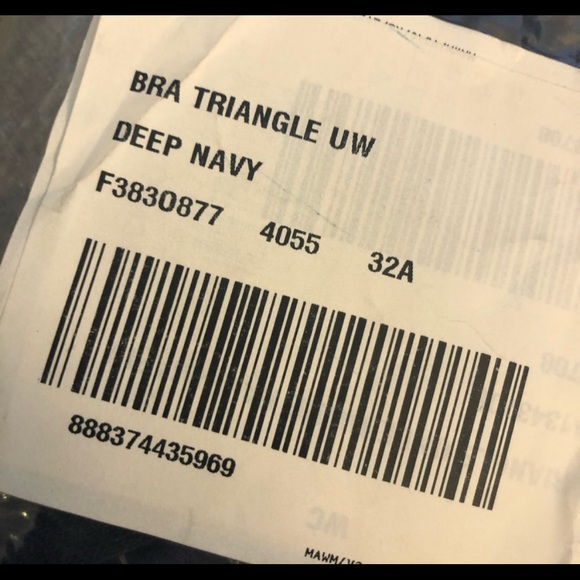 BRA TRIANGLE UW
DEEP NAVY
F3830877 4055 32A
888374435969